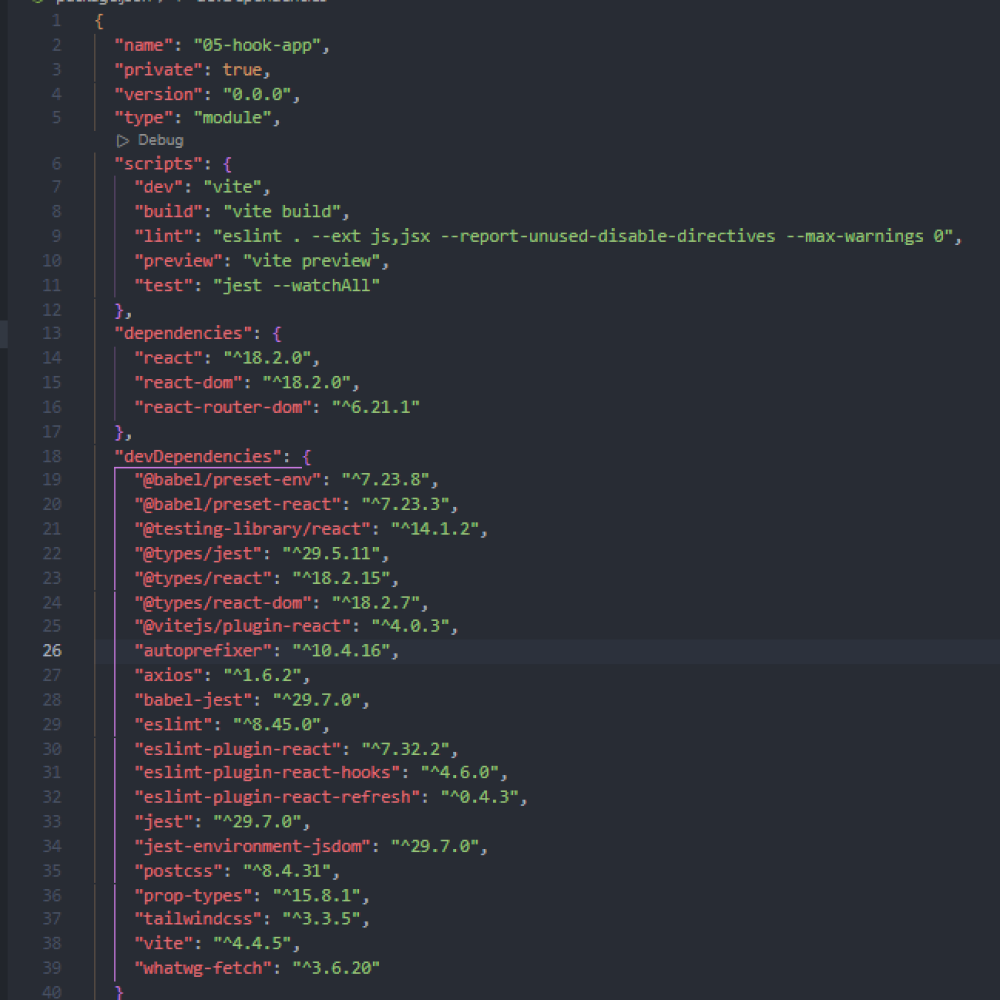 1 {
2 "name": "05-hook-app",
3 "private": true,
4 "version": "0.0.0",
5 "type": "module",
Debug
6 "scripts": {
7 "dev": "vite",
8 "build": "vite build",
9 "lint": "eslint . --ext js,jsx --report-unused-disable-directives --max-warnings 0",
10 "preview": "vite preview",
11 "test": "jest --watchAll"
12 },
13 "dependencies": {
14 "react": "^18.2.0",
15 "react-dom": "^18.2.0",
16 "react-router-dom": "^6.21.1"
17 },
18 "devDependencies": {
19 "@babel/preset-env": "^7.23.8",
20 "@babel/preset-react": "^7.23.3",
21 "@testing-library/react": "^14.1.2",
22 "@types/jest": "^29.5.11",
23 "@types/react": "^18.2.15",
24 "@types/react-dom": "^18.2.7",
25 "@vitejs/plugin-react": "^4.0.3",
26 "autoprefixer": "^10.4.16",
27 "axios": "^1.6.2",
28 "babel-jest": "^29.7.0",
29 "eslint": "^8.45.0",
30 "eslint-plugin-react": "^7.32.2",
31 "eslint-plugin-react-hooks": "^4.6.0",
32 "eslint-plugin-react-refresh": "^0.4.3",
33 "jest": "^29.7.0",
34 "jest-environment-jsdom": "^29.7.0",
35 "postcss": "^8.4.31",
36 "prop-types": "^15.8.1",
37 "tailwindcss": "^3.3.5",
38 "vite": "^4.4.5",
39 "whatwg-fetch": "^3.6.20"
40 }